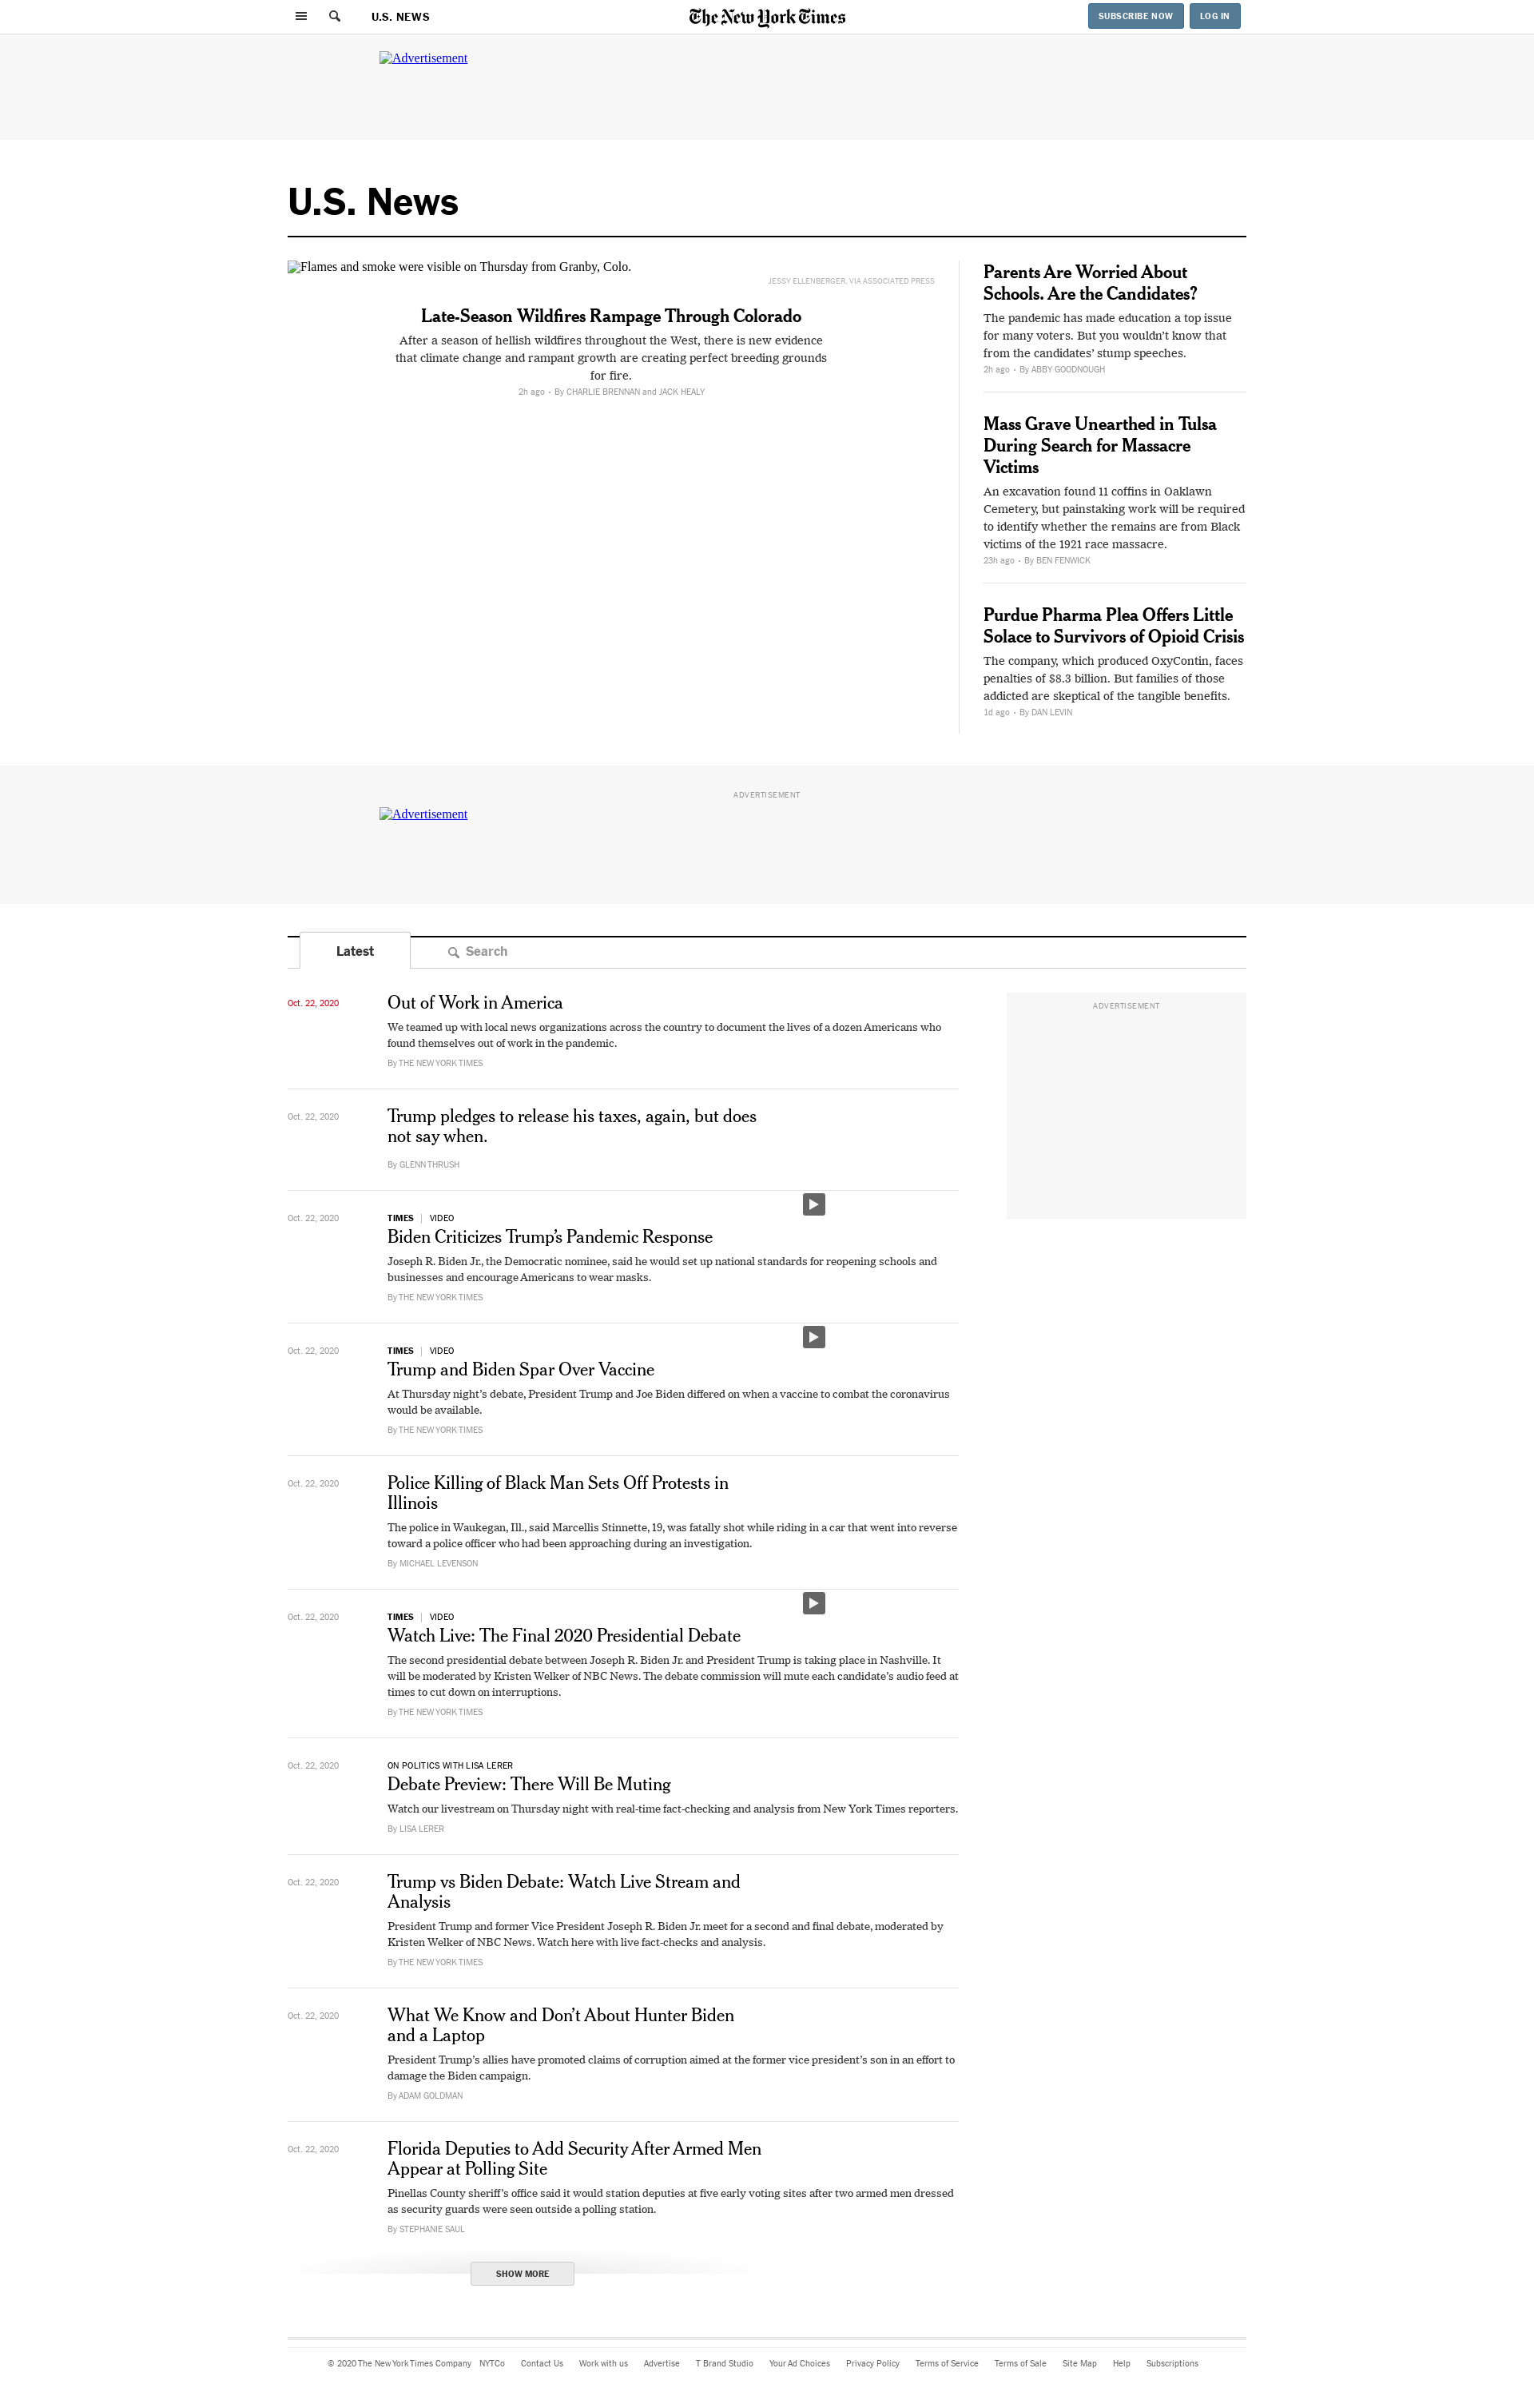 U.S. NEWS
The New York Times
SUBSCRIBE NOW
LOG IN
Advertisement
U.S. News
Flames and smoke were visible on Thursday from Granby, Colo.
JESSY ELLENBERGER, VIA ASSOCIATED PRESS
Late-Season Wildfires Rampage Through Colorado
After a season of hellish wildfires throughout the West, there is new evidence
that climate change and rampant growth are creating perfect breeding grounds
for fire.
2h ago • By CHARLIE BRENNAN and JACK HEALY
Parents Are Worried About
Schools. Are the Candidates?
The pandemic has made education a top issue
for many voters. But you wouldn’t know that
from the candidates’ stump speeches.
2h ago • By ABBY GOODNOUGH
Mass Grave Unearthed in Tulsa
During Search for Massacre
Victims
An excavation found 11 coffins in Oaklawn
Cemetery, but painstaking work will be required
to identify whether the remains are from Black
victims of the 1921 race massacre.
23h ago • By BEN FENWICK
Purdue Pharma Plea Offers Little
Solace to Survivors of Opioid Crisis
The company, which produced OxyContin, faces
penalties of $8.3 billion. But families of those
addicted are skeptical of the tangible benefits.
1d ago • By DAN LEVIN
ADVERTISEMENT
Advertisement
Latest
Search
Oct. 22, 2020
Out of Work in America
We teamed up with local news organizations across the country to document the lives of a dozen Americans who
found themselves out of work in the pandemic.
By THE NEW YORK TIMES
ADVERTISEMENT
Oct. 22, 2020
Trump pledges to release his taxes, again, but does
not say when.
By GLENN THRUSH
Oct. 22, 2020
TIMES | VIDEO
Biden Criticizes Trump’s Pandemic Response
Joseph R. Biden Jr., the Democratic nominee, said he would set up national standards for reopening schools and
businesses and encourage Americans to wear masks.
By THE NEW YORK TIMES
Oct. 22, 2020
TIMES | VIDEO
Trump and Biden Spar Over Vaccine
At Thursday night’s debate, President Trump and Joe Biden differed on when a vaccine to combat the coronavirus
would be available.
By THE NEW YORK TIMES
Oct. 22, 2020
Police Killing of Black Man Sets Off Protests in
Illinois
The police in Waukegan, Ill., said Marcellis Stinnette, 19, was fatally shot while riding in a car that went into reverse
toward a police officer who had been approaching during an investigation.
By MICHAEL LEVENSON
Oct. 22, 2020
TIMES | VIDEO
Watch Live: The Final 2020 Presidential Debate
The second presidential debate between Joseph R. Biden Jr. and President Trump is taking place in Nashville. It
will be moderated by Kristen Welker of NBC News. The debate commission will mute each candidate’s audio feed at
times to cut down on interruptions.
By THE NEW YORK TIMES
Oct. 22, 2020
ON POLITICS WITH LISA LERER
Debate Preview: There Will Be Muting
Watch our livestream on Thursday night with real-time fact-checking and analysis from New York Times reporters.
By LISA LERER
Oct. 22, 2020
Trump vs Biden Debate: Watch Live Stream and
Analysis
President Trump and former Vice President Joseph R. Biden Jr. meet for a second and final debate, moderated by
Kristen Welker of NBC News. Watch here with live fact-checks and analysis.
By THE NEW YORK TIMES
Oct. 22, 2020
What We Know and Don’t About Hunter Biden
and a Laptop
President Trump’s allies have promoted claims of corruption aimed at the former vice president’s son in an effort to
damage the Biden campaign.
By ADAM GOLDMAN
Oct. 22, 2020
Florida Deputies to Add Security After Armed Men
Appear at Polling Site
Pinellas County sheriff’s office said it would station deputies at five early voting sites after two armed men dressed
as security guards were seen outside a polling station.
By STEPHANIE SAUL
SHOW MORE
© 2020 The New York Times Company NYTCo Contact Us Work with us Advertise T Brand Studio Your Ad Choices Privacy Policy Terms of Service Terms of Sale Site Map Help Subscriptions